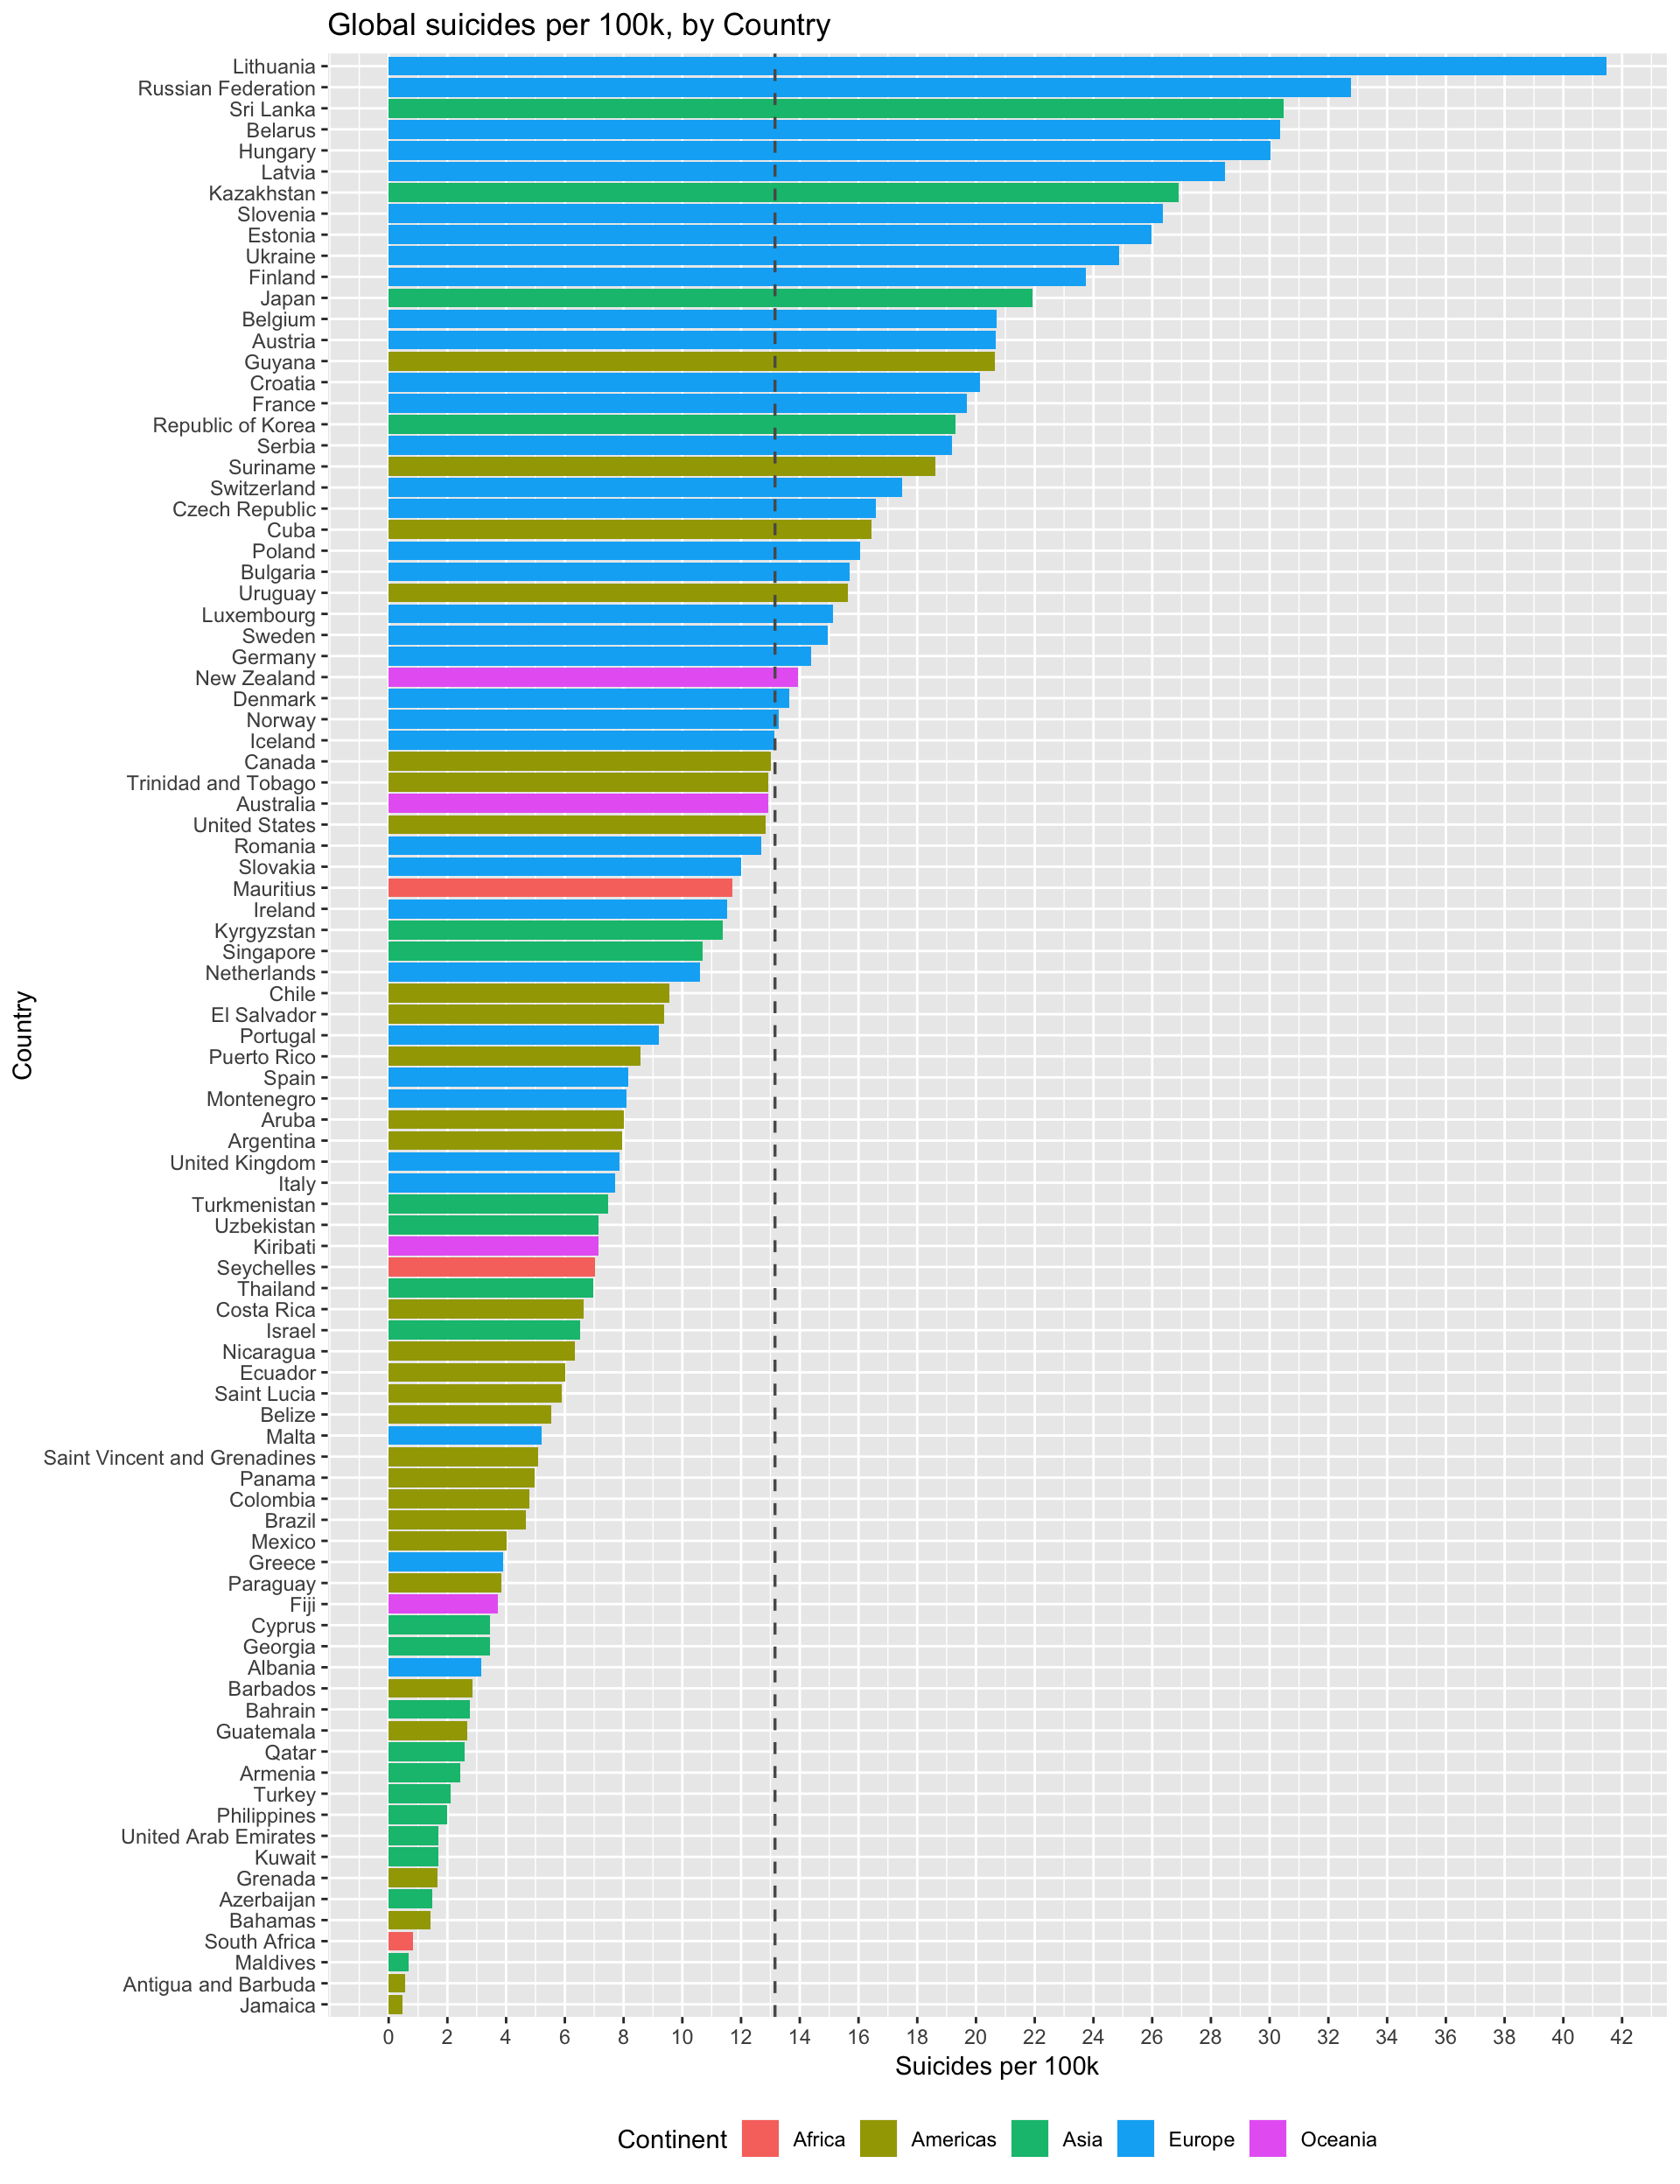 Global suicides per 100k, by Country
Lithuania
Russian Federation
Sri Lanka
Belarus
Hungary
Latvia
Kazakhstan
Slovenia
Estonia
Ukraine
Finland
Japan
Belgium
Austria
Guyana
Croatia
France
Republic of Korea
Serbia
Suriname
Switzerland
Czech Republic
Cuba
Poland
Bulgaria
Uruguay
Luxembourg
Sweden
Germany
New Zealand
Denmark
Norway
Iceland
Canada
Trinidad and Tobago
Australia
United States
Romania
Slovakia
Mauritius
Ireland
Kyrgyzstan
Singapore
Netherlands
Chile
El Salvador
Portugal
Puerto Rico
Spain
Montenegro
Aruba
Argentina
United Kingdom
Italy
Turkmenistan
Uzbekistan
Kiribati
Seychelles
Thailand
Costa Rica
Israel
Nicaragua
Ecuador
Saint Lucia
Belize
Malta
Saint Vincent and Grenadines
Panama
Colombia
Brazil
Mexico
Greece
Paraguay
Fiji
Cyprus
Georgia
Albania
Barbados
Bahrain
Guatemala
Qatar
Armenia
Turkey
Philippines
United Arab Emirates
Kuwait
Grenada
Azerbaijan
Bahamas
South Africa
Maldives
Antigua and Barbuda
Jamaica
Country
0 2 4 6 8 10 12 14 16 18 20 22 24 26 28 30 32 34 36 38 40 42
Suicides per 100k
Continent Africa Americas Asia Europe Oceania